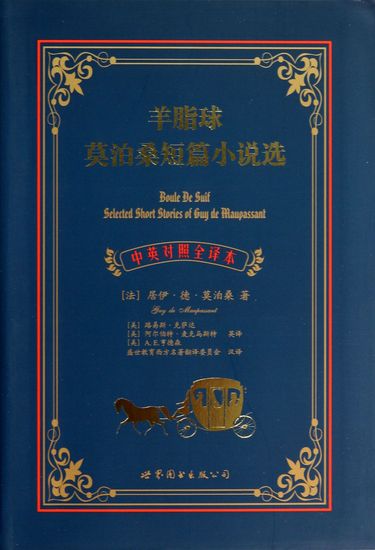 羊脂球
莫泊桑短篇小说选
Boule De Suif
Selected Short Stories of Guy de Maupassant
中英对照全译本
[法] 居伊·德·莫泊桑 著
Guy de Maupassant
[美] 路易斯·克萨达
[美] 阿尔伯特·麦克马斯特 英译
[美] A.E.亨德森
盛世教育西方名著翻译委员会 汉译
世界图书出版公司